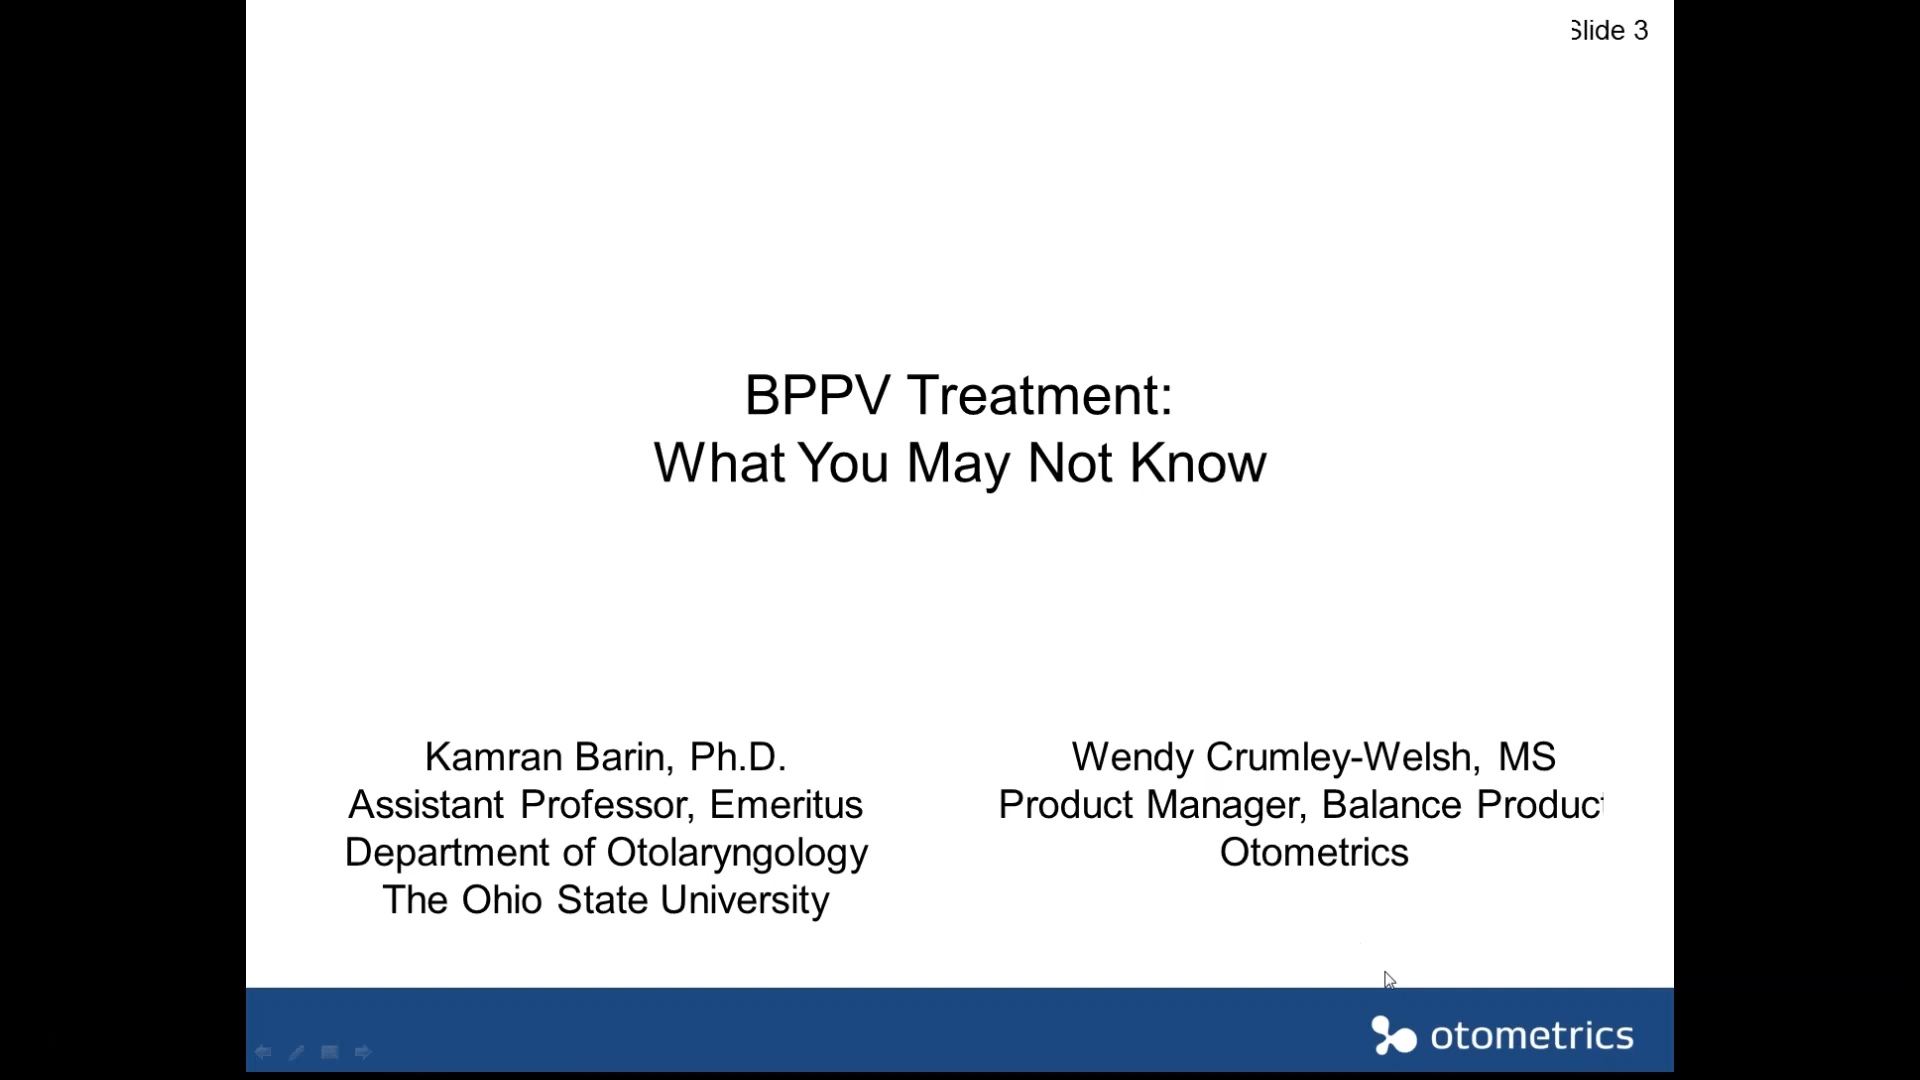 Slide 3
BPPV Treatment:
What You May Not Know
Kamran Barin, Ph.D.
Assistant Professor, Emeritus
Department of Otolaryngology
The Ohio State University
Wendy Crumley-Welsh, MS
Product Manager, Balance Product
Otometrics
otometrics